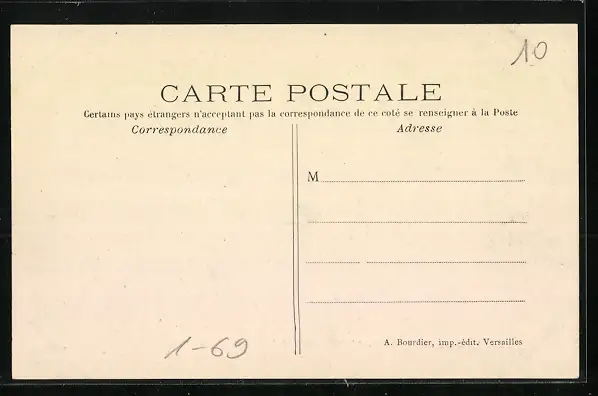 10
CARTE POSTALE
Certains pays étrangers n'acceptant pas la correspondance de ce coté se renseigner à la Poste
Correspondance
Adresse
M
A. Bourdier, imp.-édit. Versailles
1-69